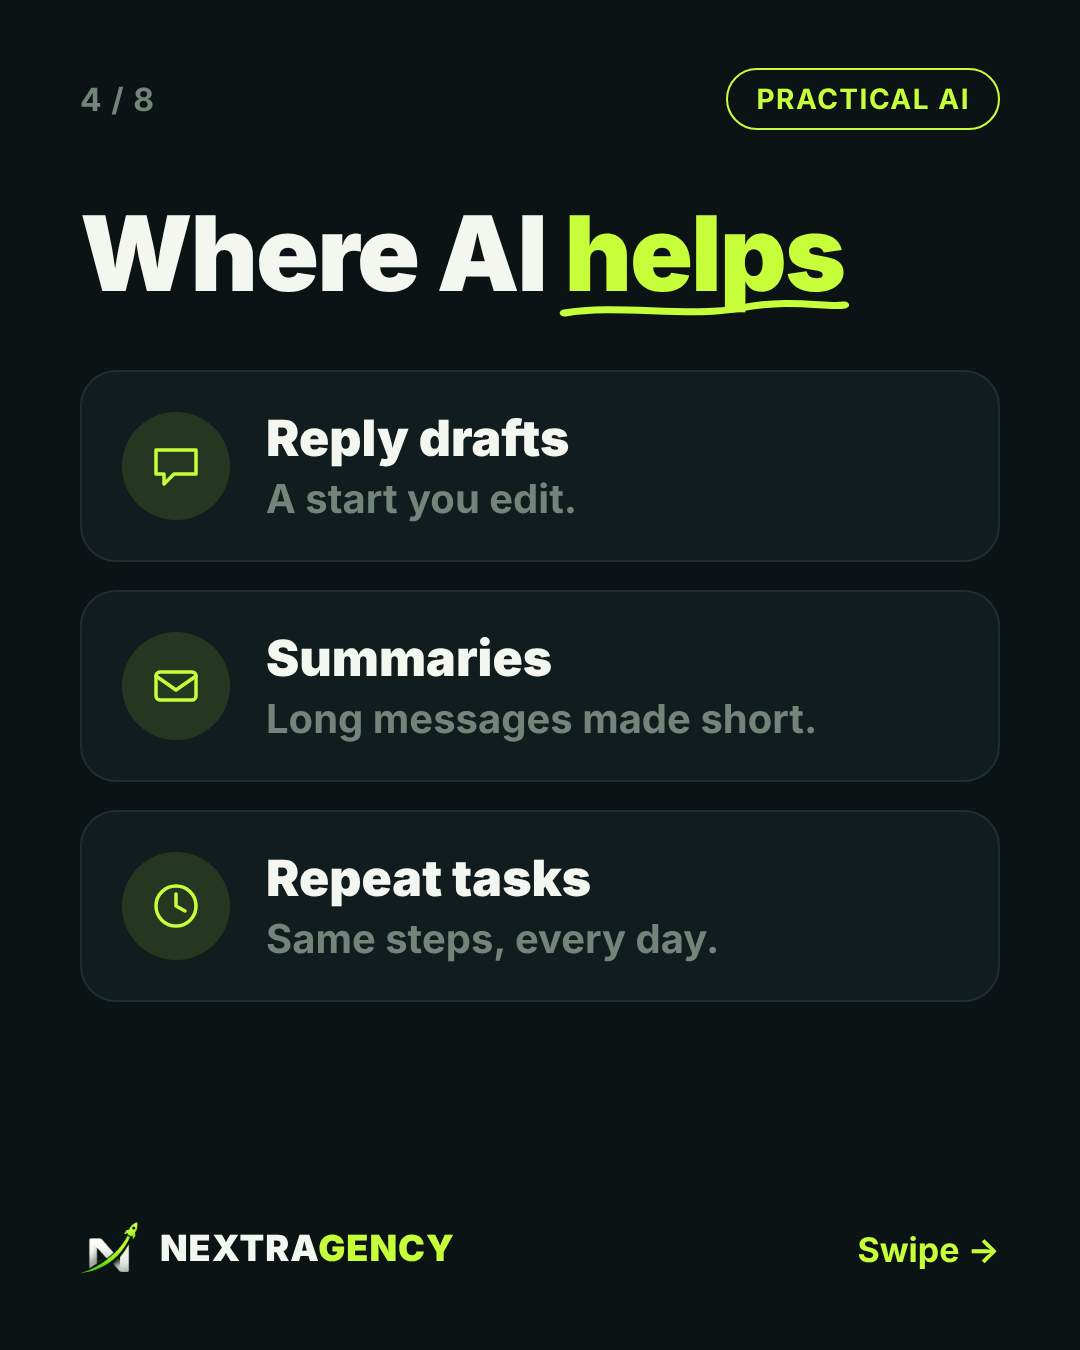 4 / 8
PRACTICAL AI
Where AI helps
Reply drafts
A start you edit.
Summaries
Long messages made short.
Repeat tasks
Same steps, every day.
NEXTRAGENCY
Swipe →